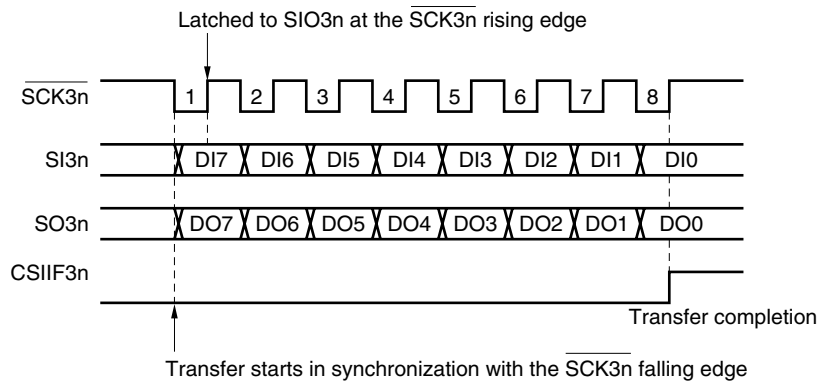 Latched to SIO3n at the SCK3n rising edge
SCK3n 1 2 3 4 5 6 7 8
SI3n DI7 DI6 DI5 DI4 DI3 DI2 DI1 DI0
SO3n DO7 DO6 DO5 DO4 DO3 DO2 DO1 DO0
CSIIF3n
Transfer completion
Transfer starts in synchronization with the SCK3n falling edge